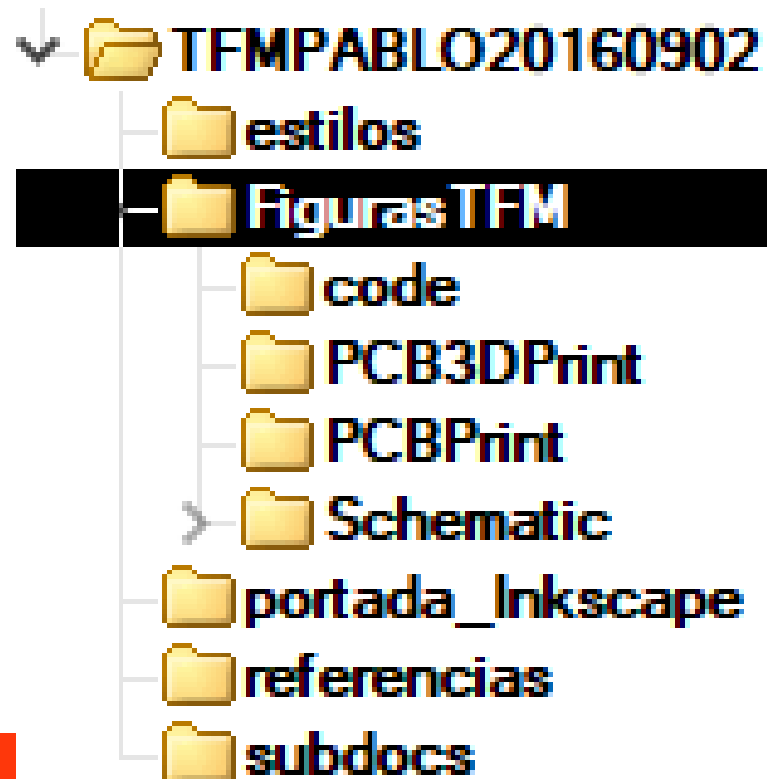 TFMPABLO20160902
estilos
FigurasTFM
code
PCB3DPrint
PCBPrint
Schematic
portada_Inkscape
referencias
subdocs